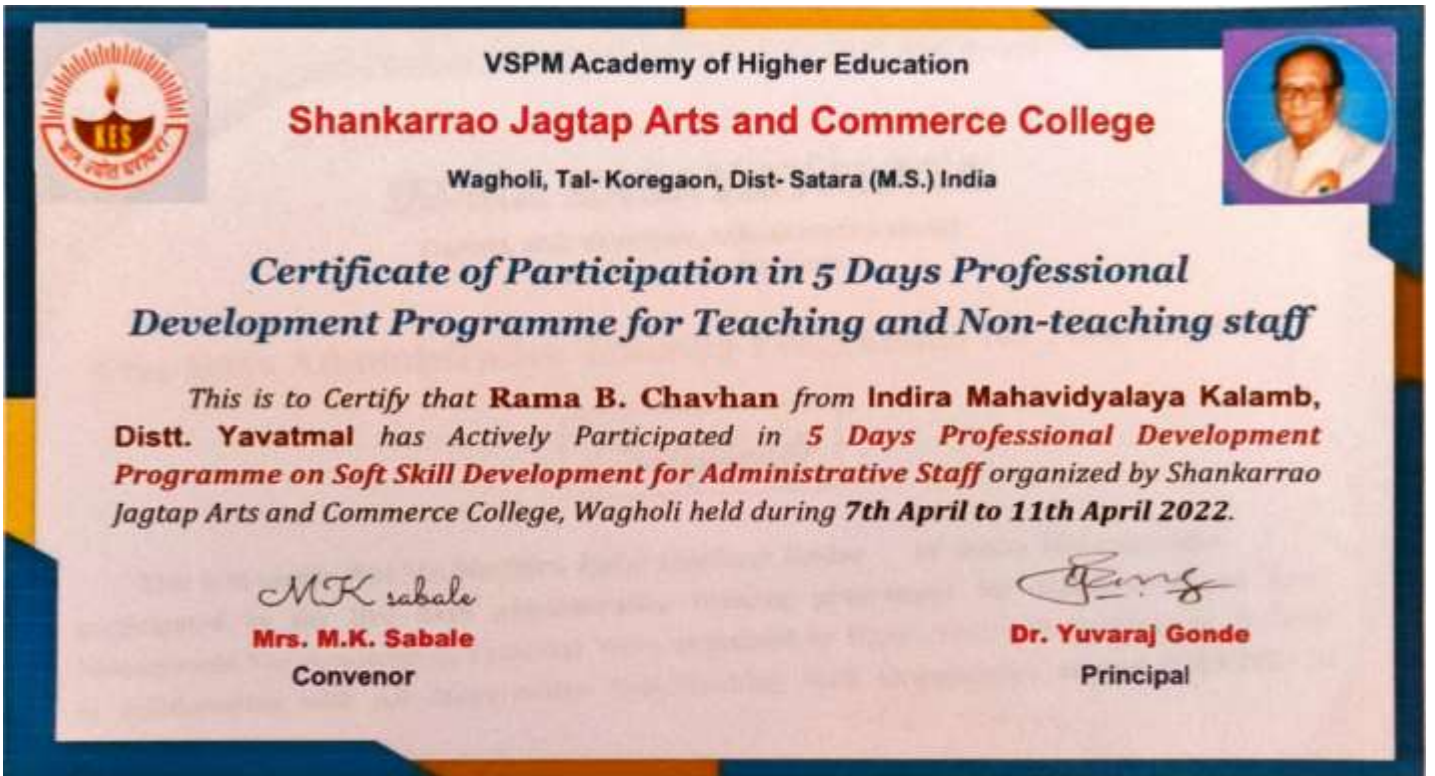 VSPM Academy of Higher Education
Shankarrao Jagtap Arts and Commerce College
Wagholi, Tal- Koregaon, Dist- Satara (M.S.) India
KES
Certificate of Participation in 5 Days Professional
Development Programme for Teaching and Non-teaching staff
This is to Certify that Rama B. Chavhan from Indira Mahavidyalaya Kalamb,
Distt. Yavatmal has Actively Participated in 5 Days Professional Development
Programme on Soft Skill Development for Administrative Staff organized by Shankarrao
Jagtap Arts and Commerce College, Wagholi held during 7th April to 11th April 2022.
MK sabale
Mrs. M.K. Sabale
Convenor
Dr. Yuvaraj Gonde
Principal